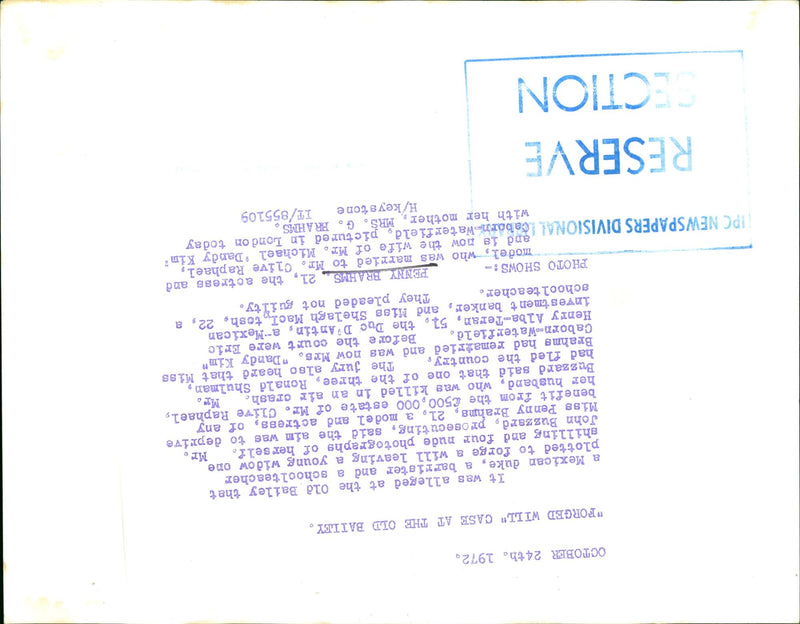 OCTOBER 24th. 1972.
"FORGED WILL" CASE AT THE OLD BAILEY.
It was alleged at the Old Bailey that
a Mexican duke, a barrister and a schoolteacher
plotted to forge a will leaving a young widow one
shilling and four nude photographs of herself. Mr.
John Buzzard, prosecuting, said the aim was to deprive
Miss Penny Brahms, 21, a model and actress, of any
benefit from the £500,000 estate of Mr. Clive Raphael,
her husband, who was killed in an air crash. Mr.
Buzzard said that one of the three, Ronald Shulman,
had fled the country. The jury also heard that Miss
Brahms had remarried and was now Mrs. "Dandy Kim"
Caborn-Waterfield. Before the court were Eric
Henry Alba-Teran, 51, the Duc D'Antin, a Mexican
investment banker, and Miss Shelagh MacIntosh, 22, a
schoolteacher. They pleaded not guilty.
PHOTO SHOWS:-
PENNY BRAHMS, 21, the actress and
model, who was married to Mr. Clive Raphael,
and is now the wife of Mr. Michael 'Dandy Kim'
Caborn-Waterfield, pictured in London today
with her mother, MRS. G. BRAHMS.
H/keystone IT/855109
IPC NEWSPAPERS DIVISIONAL
RESERVE
SECTION